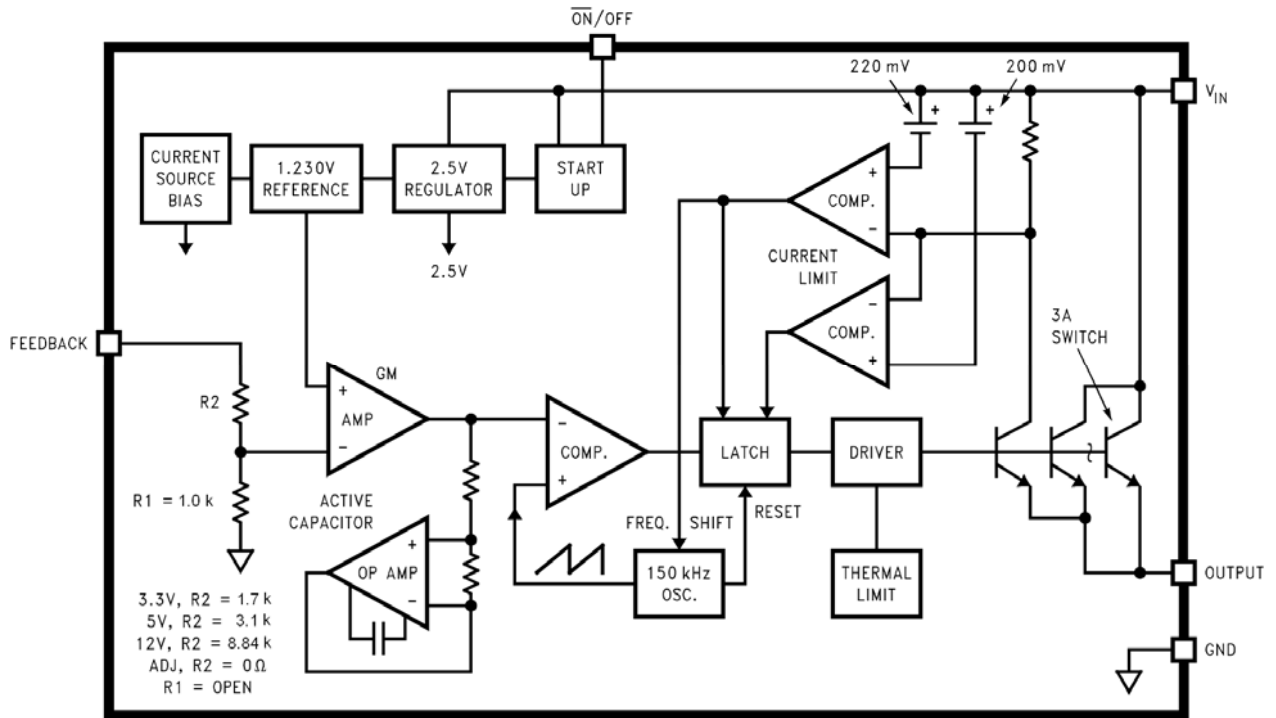 ON/OFF
220 mV
200 mV
+
+
VIN
CURRENT
SOURCE
BIAS
1.230V
REFERENCE
2.5V
REGULATOR
START
UP
+
COMP.
−
2.5V
CURRENT
LIMIT
−
COMP.
+
3A
SWITCH
FEEDBACK
R2
GM
+
AMP
−
−
COMP.
+
LATCH
DRIVER
R1 = 1.0 k
ACTIVE
CAPACITOR
FREQ. SHIFT
RESET
+
OP AMP
−
150 kHz
OSC.
THERMAL
LIMIT
OUTPUT
3.3V, R2 = 1.7 k
5V, R2 = 3.1 k
12V, R2 = 8.84 k
ADJ, R2 = 0 Ω
R1 = OPEN
GND